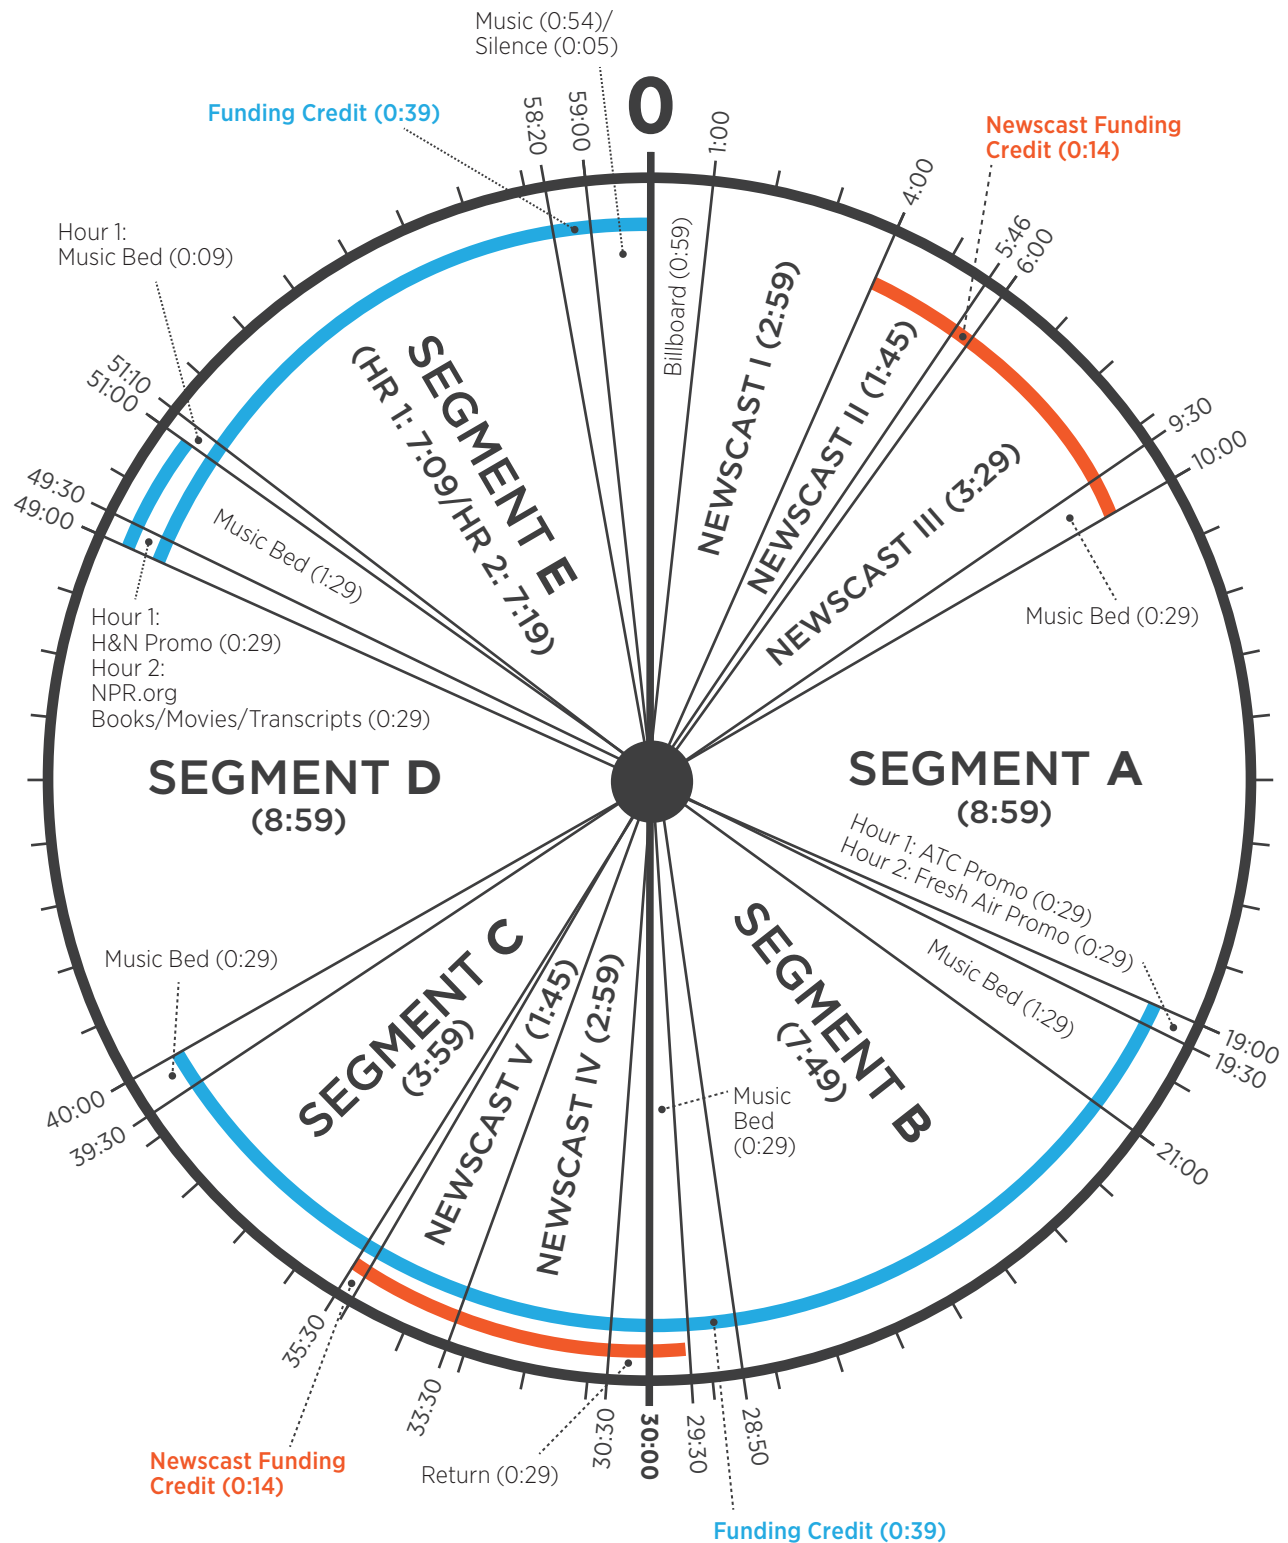 Music (0:54)/
Silence (0:05)
Funding Credit (0:39)
58:20
59:00
0
1:00
Newscast Funding
Credit (0:14)
4:00
5:46
6:00
Hour 1:
Music Bed (0:09)
Billboard (0:59)
NEWSCAST I (2:59)
NEWSCAST II (1:45)
NEWSCAST III (3:29)
9:30
10:00
51:10
51:00
SEGMENT E
(HR 1: 7:09/HR 2: 7:19)
49:30
49:00
Music Bed (1:29)
Music Bed (0:29)
Hour 1:
H&N Promo (0:29)
Hour 2:
NPR.org
Books/Movies/Transcripts (0:29)
SEGMENT D
(8:59)
SEGMENT A
(8:59)
Hour 1: ATC Promo (0:29)
Hour 2: Fresh Air Promo (0:29)
Music Bed (1:29)
19:00
19:30
21:00
SEGMENT B
(7:49)
Music Bed (0:29)
SEGMENT C
(3:59)
NEWSCAST V (1:45)
NEWSCAST IV (2:59)
Music
Bed
(0:29)
40:00
39:30
35:30
33:30
30:30
30:00
29:30
28:50
Newscast Funding
Credit (0:14)
Return (0:29)
Funding Credit (0:39)